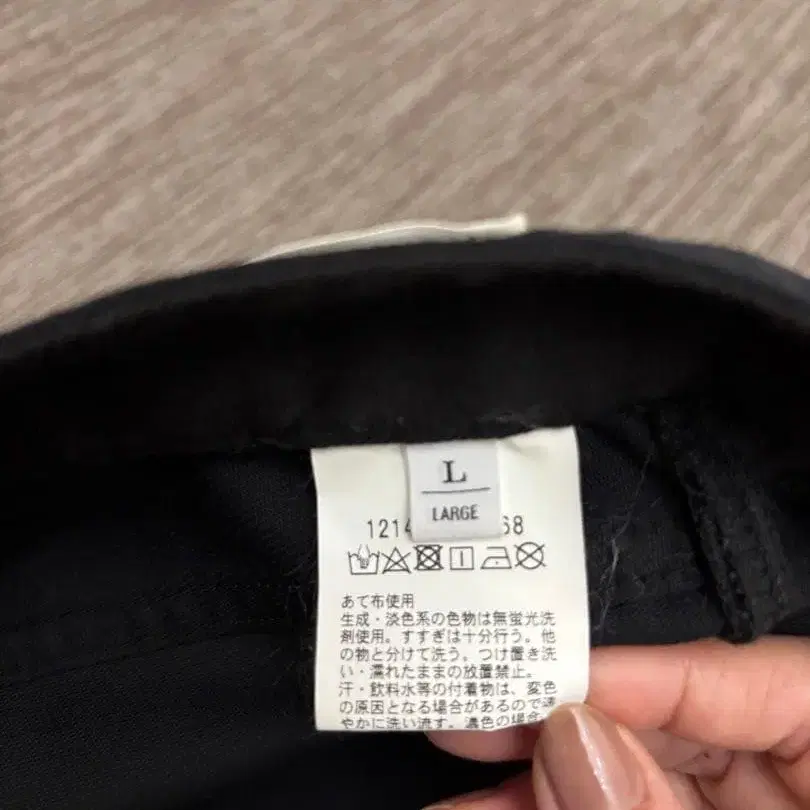 L
LARGE
1214 68
あて布使用
生成・淡色系の色物は無蛍光洗
剤使用。すすぎは十分行う。他
の物と分けて洗う。つけ置き洗
い・濡れたままの放置禁止。
汗・飲料水等の付着物は、変色
の原因となる場合があるので速
やかに洗い流す。濃色の場合